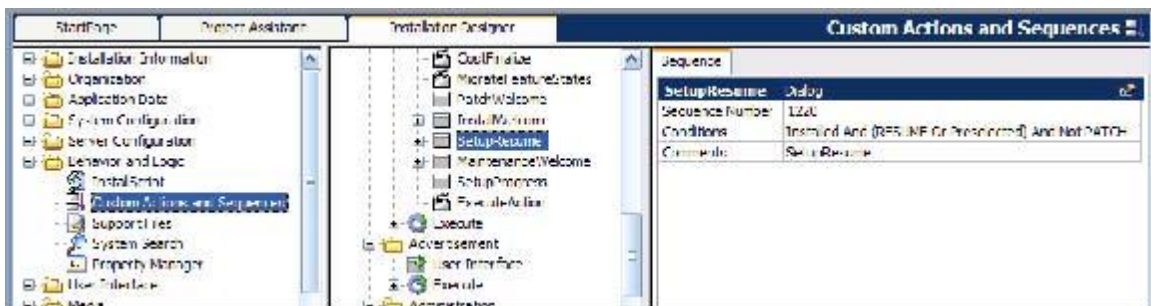 StartPage
Project Assistant
Installation Designer
Custom Actions and Sequences
Installation Information
Organization
Application Data
System Configuration
Server Configuration
Behavior and Logic
InstallScript
Custom Actions and Sequences
Support Files
System Search
Property Manager
User Interface
Media
CostFinalize
MigrateFeatureStates
PatchWelcome
InstallWelcome
SetupResume
MaintenanceWelcome
SetupProgress
ExecuteAction
Execute
Advertisement
User Interface
Execute
Administration
Sequence
SetupResume Dialog
Sequence Number 1220
Conditions Installed And (RESUME Or Preselected) And Not PATCH
Comments SetupResume